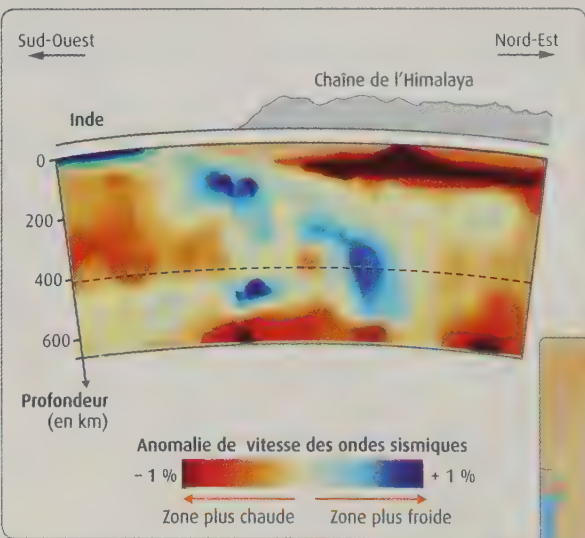 Sud-Ouest
Nord-Est
Chaîne de l'Himalaya
Inde
0
200
400
600
Profondeur
(en km)
Anomalie de vitesse des ondes sismiques
– 1 %
+ 1 %
Zone plus chaude
Zone plus froide